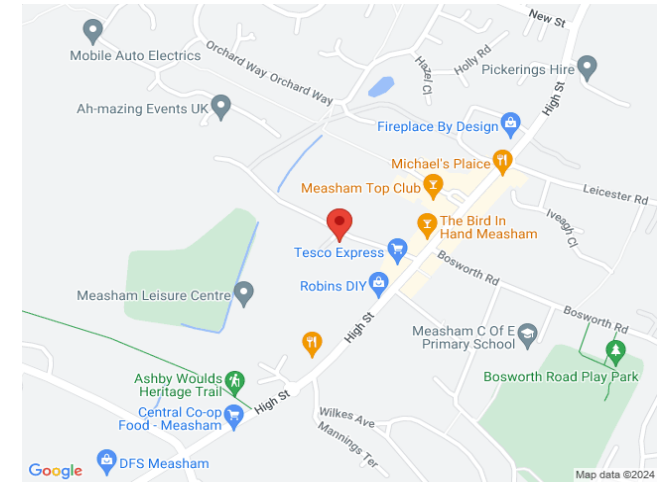 New St
Mobile Auto Electrics
Orchard Way
Orchard Way
Hazel Cl
Holly Rd
Pickerings Hire
High St
Ah-mazing Events UK
Fireplace By Design
Michael's Plaice
Measham Top Club
Leicester Rd
Iveagh Cl
The Bird In
Hand Measham
Tesco Express
Bosworth Rd
Robins DIY
Measham Leisure Centre
Bosworth Rd
High St
Measham C Of E
Primary School
Bosworth Road Play Park
Ashby Woulds
Heritage Trail
High St
Central Co-op
Food - Measham
Wilkes Ave
Mannings Ter
DFS Measham
Google
Map data ©2024